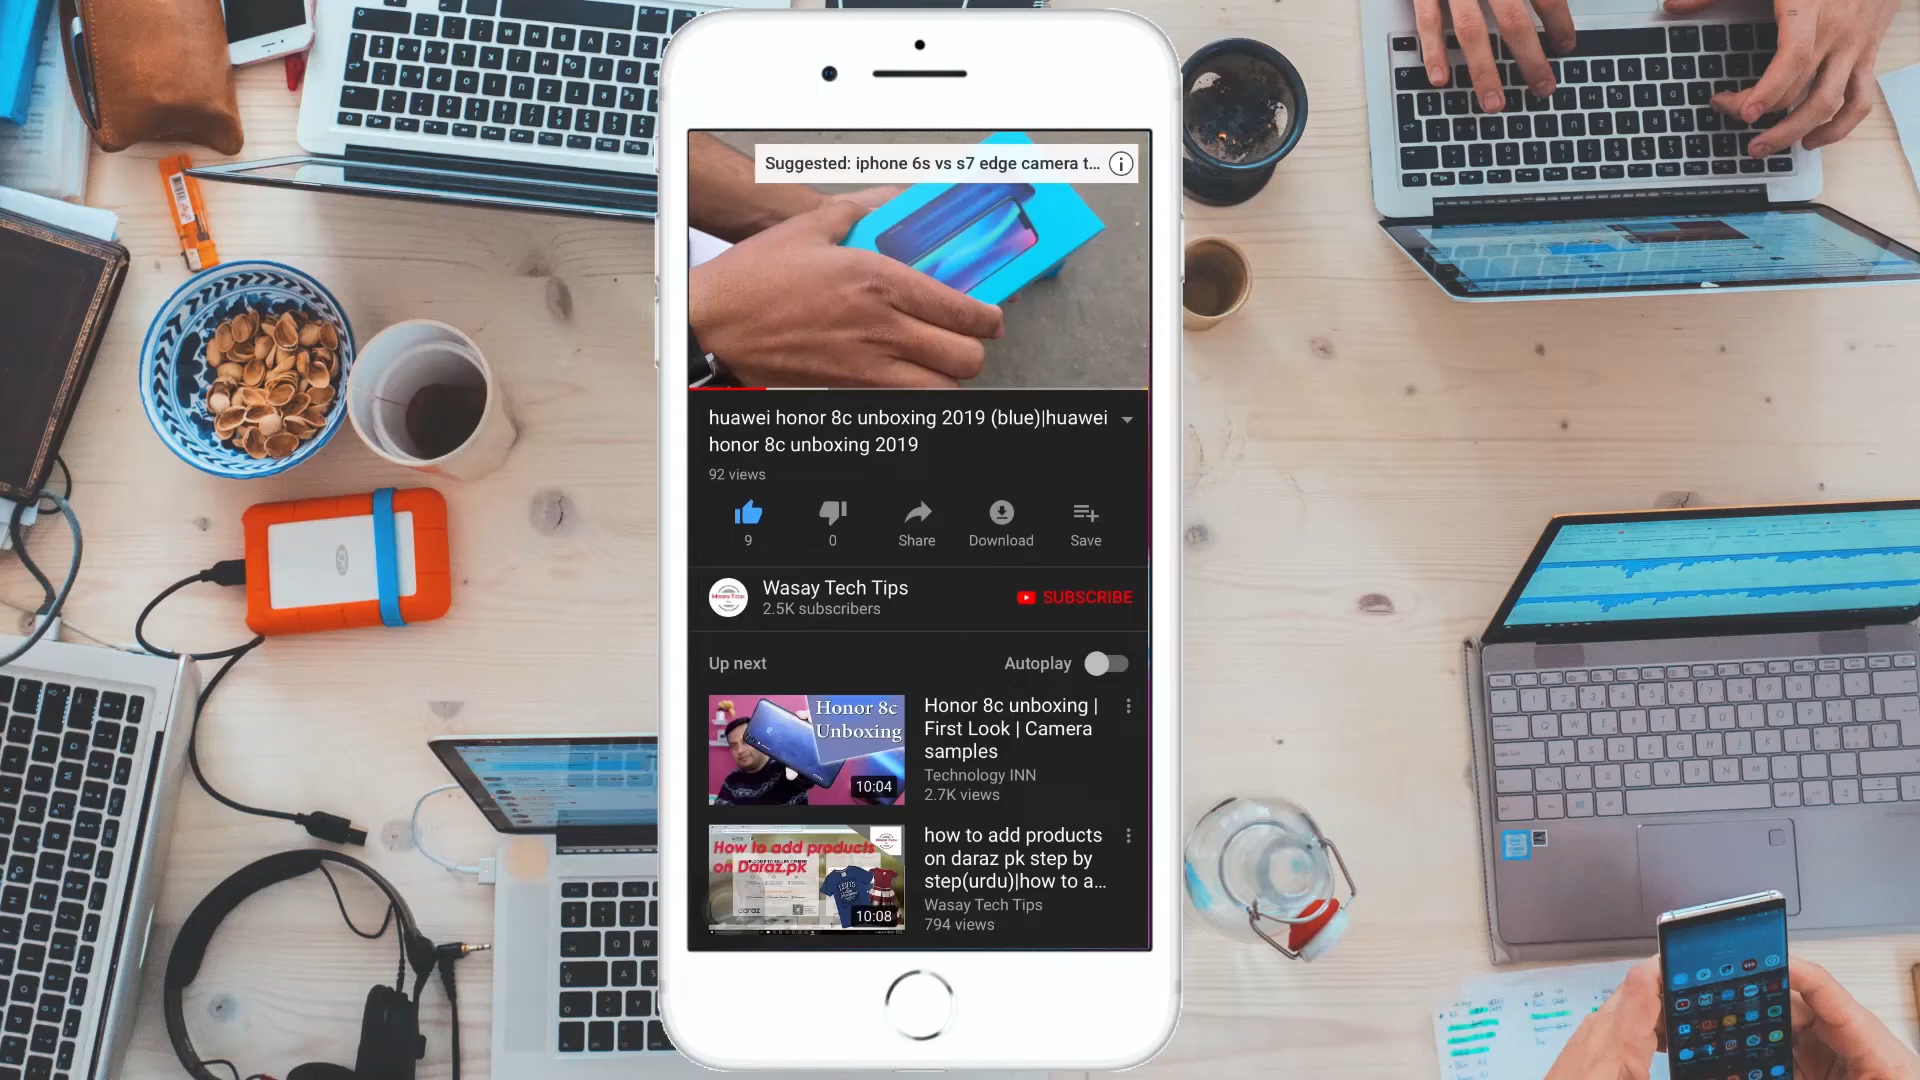 Suggested: iphone 6s vs s7 edge camera t...
huawei honor 8c unboxing 2019 (blue)|huawei
honor 8c unboxing 2019
92 views
9
0
Share
Download
Save
Wasay Tech Tips
2.5K subscribers
SUBSCRIBE
Up next
Autoplay
Honor 8c
Unboxing
10:04
Honor 8c unboxing |
First Look | Camera
samples
Technology INN
2.7K views
How to add products
on Daraz.pk
daraz
10:08
how to add products
on daraz pk step by
step(urdu)|how to a...
Wasay Tech Tips
794 views